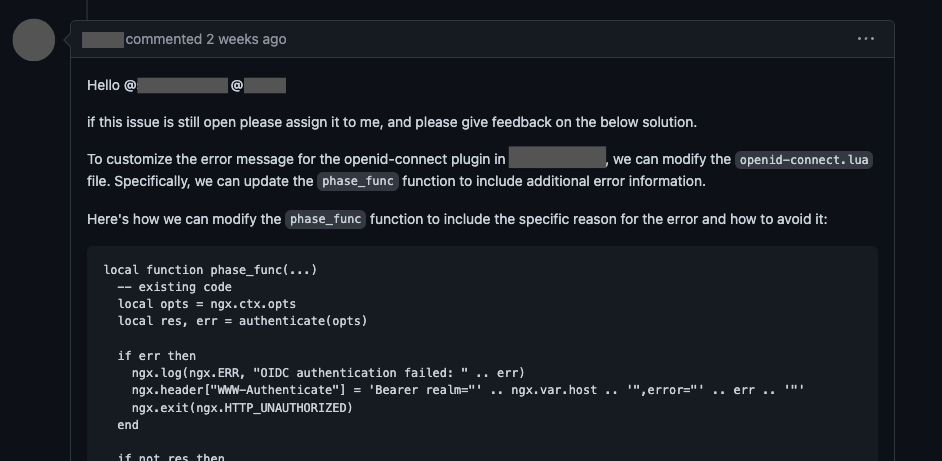 commented 2 weeks ago
Hello @ @
if this issue is still open please assign it to me, and please give feedback on the below solution.
To customize the error message for the openid-connect plugin in , we can modify the openid-connect.lua
file. Specifically, we can update the phase_func function to include additional error information.
Here's how we can modify the phase_func function to include the specific reason for the error and how to avoid it:
local function phase_func(...)
-- existing code
local opts = ngx.ctx.opts
local res, err = authenticate(opts)
if err then
ngx.log(ngx.ERR, "OIDC authentication failed: " .. err)
ngx.header["WWW-Authenticate"] = 'Bearer realm="' .. ngx.var.host .. '",error="' .. err .. '"'
ngx.exit(ngx.HTTP_UNAUTHORIZED)
end
if not res then